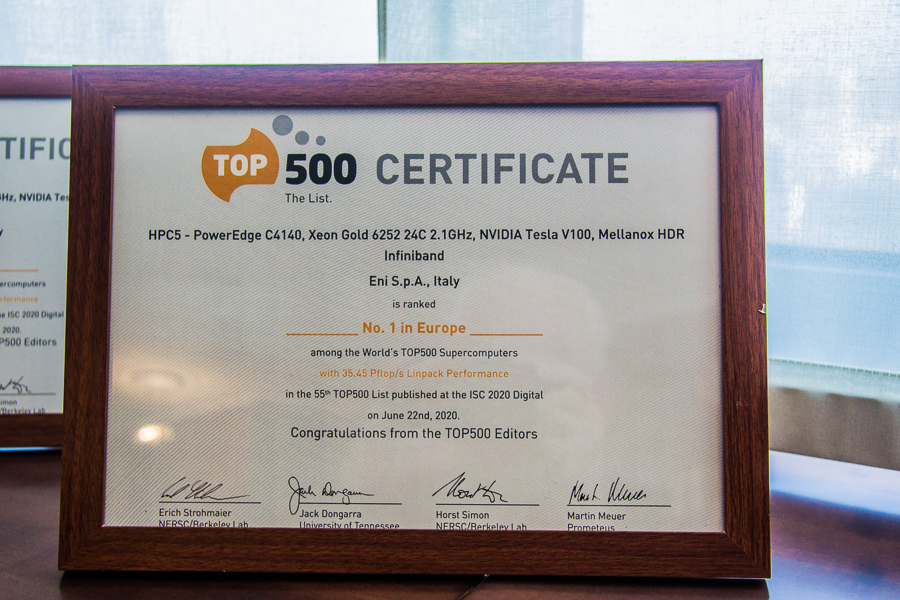 TOP 500 CERTIFICATE
The List.
HPC5 - PowerEdge C4140, Xeon Gold 6252 24C 2.1GHz, NVIDIA Tesla V100, Mellanox HDR
Infiniband
Eni S.p.A., Italy
is ranked
No. 1 in Europe
among the World's TOP500 Supercomputers
with 35.45 Pflop/s Linpack Performance
in the 55th TOP500 List published at the ISC 2020 Digital
on June 22nd, 2020.
Congratulations from the TOP500 Editors
Erich Strohmaier
NERSC/Berkeley Lab
Jack Dongarra
University of Tennessee
Horst Simon
NERSC/Berkeley Lab
Martin Meuer
Prometeus
TIFIC
GHz, NVIDIA Tes
y
ercomputers
rformance
e ISC 2020 Digital
2020.
P500 Editors
imon
/Berkeley Lab